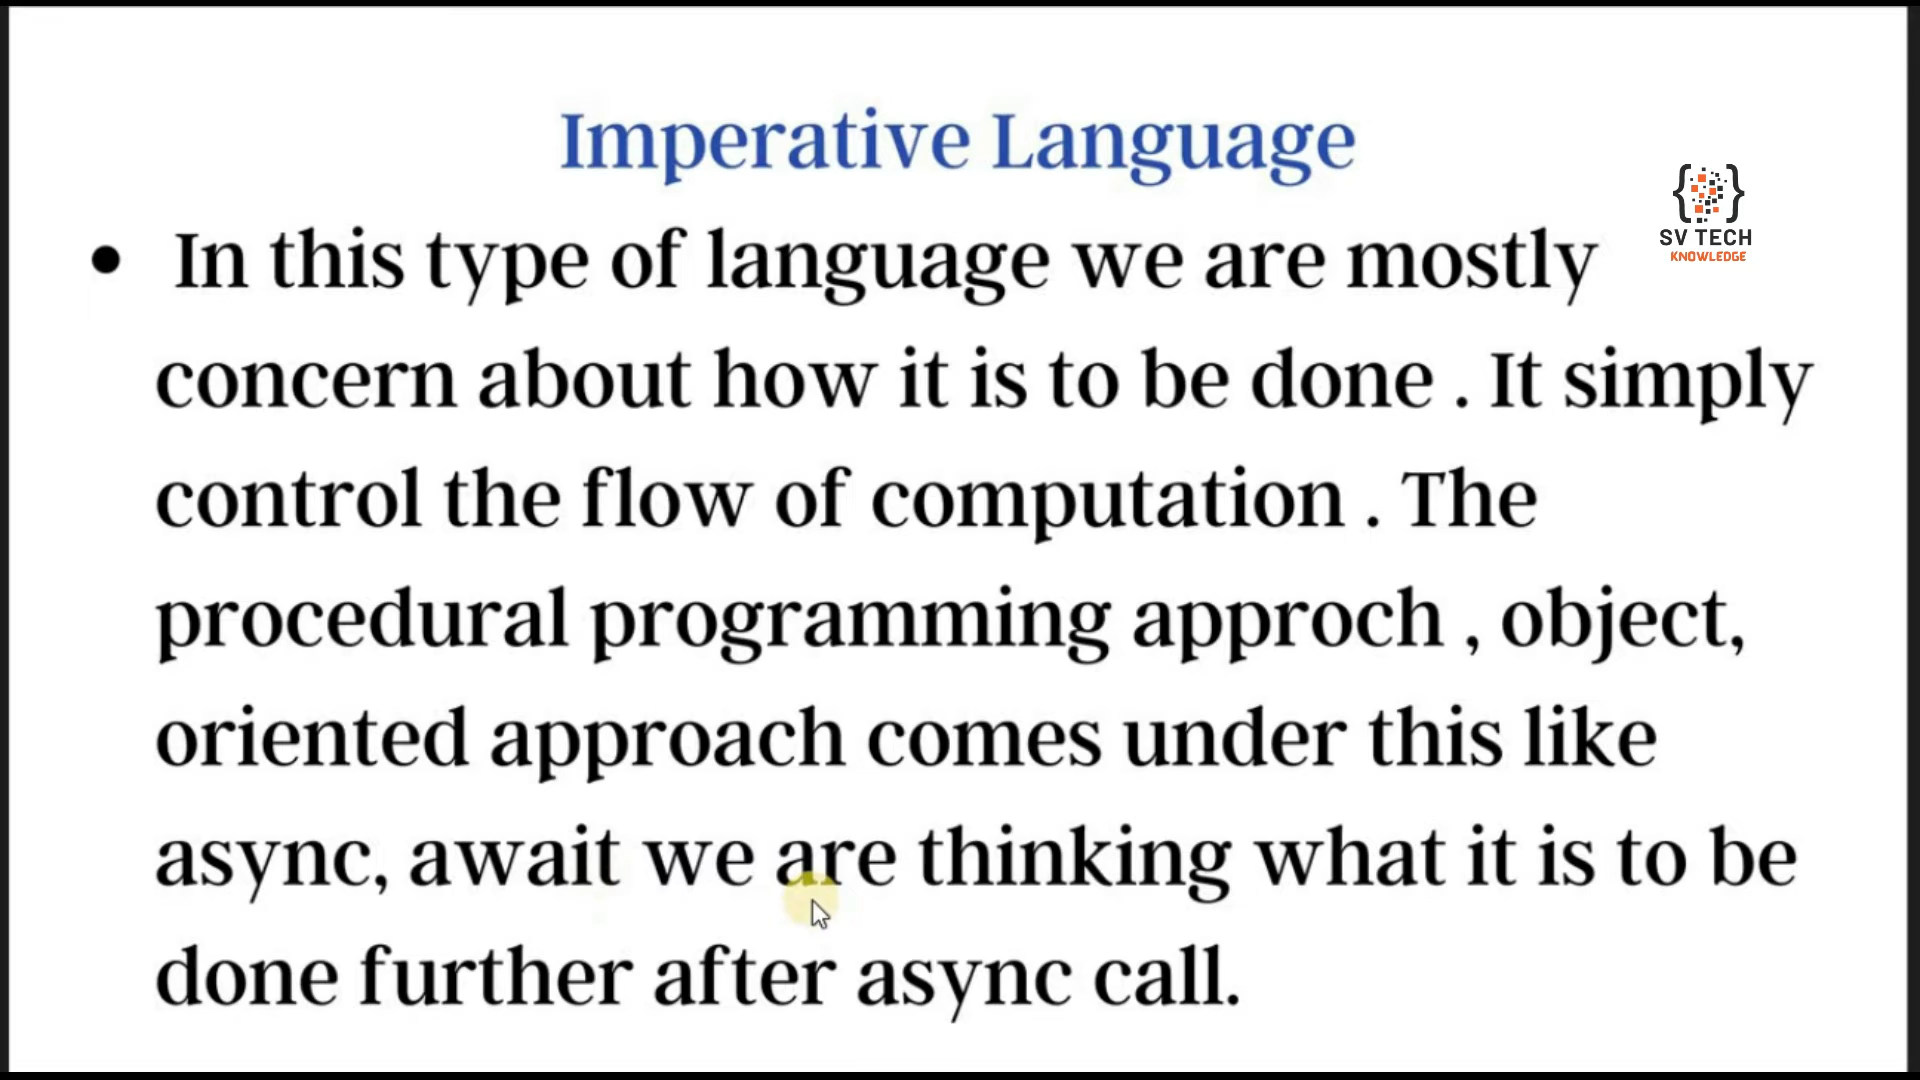 Imperative Language
SV TECH
KNOWLEDGE
• In this type of language we are mostly
concern about how it is to be done . It simply
control the flow of computation . The
procedural programming approch , object,
oriented approach comes under this like
async, await we are thinking what it is to be
done further after async call.